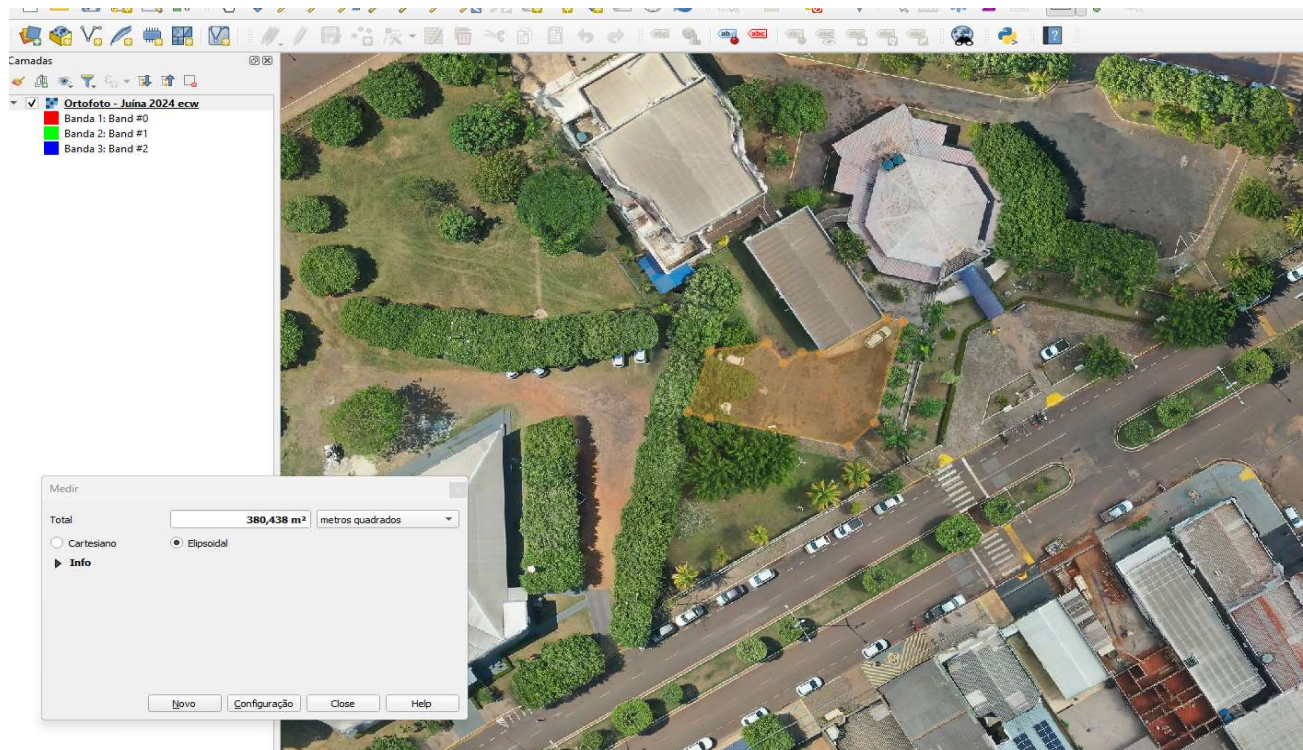 Camadas
Ortofoto - Juína 2024 ecw
Banda 1: Band #0
Banda 2: Band #1
Banda 3: Band #2
Medir
Total 380,438 m² metros quadrados
Cartesiano Elipsoidal
Info
Novo Configuração Close Help